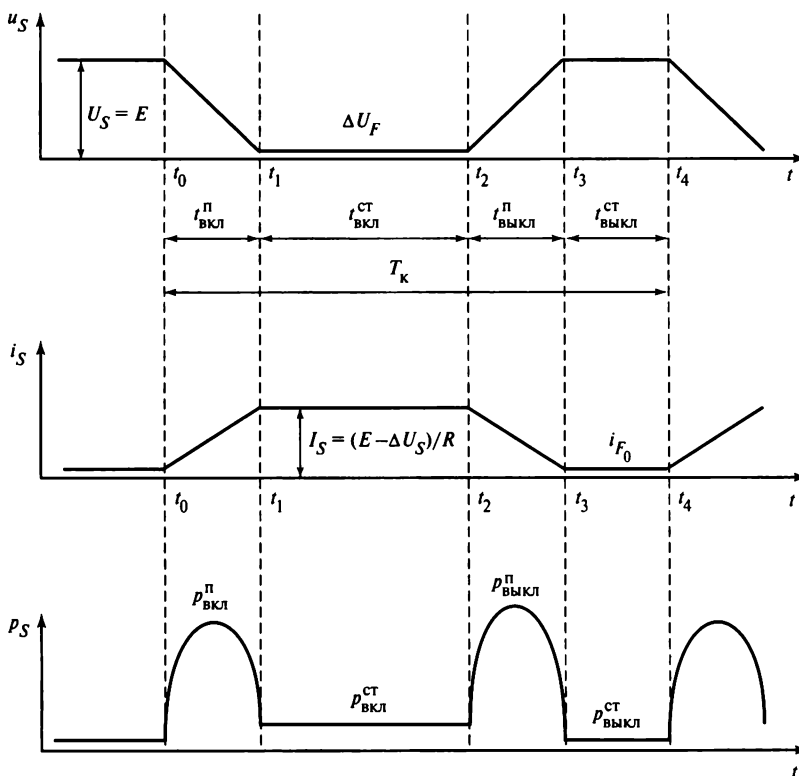 u_S
U_S = E
ΔU_F
t_0 t_1 t_2 t_3 t_4 t
t^п_вкл t^ст_вкл t^п_выкл t^ст_выкл
T_к
i_S
I_S = (E – ΔU_S)/R
i_F_0
t_0 t_1 t_2 t_3 t_4 t
p^п_вкл p^п_выкл
p_S
p^ст_вкл p^ст_выкл
t